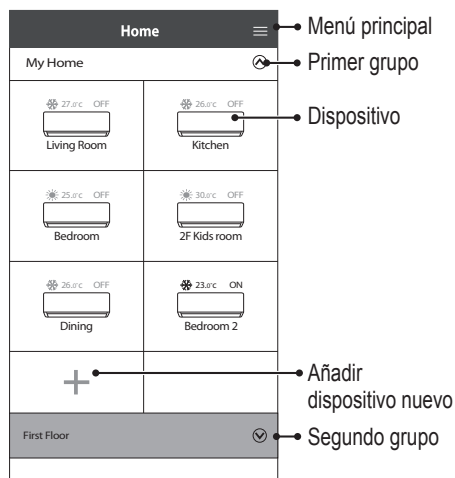 Home
Menú principal
My Home
Primer grupo
27.0°C OFF
26.0°C OFF
Dispositivo
Living Room
Kitchen
25.0°C OFF
30.0°C OFF
Bedroom
2F Kids room
26.0°C OFF
23.0°C ON
Dining
Bedroom 2
Añadir
dispositivo nuevo
First Floor
Segundo grupo